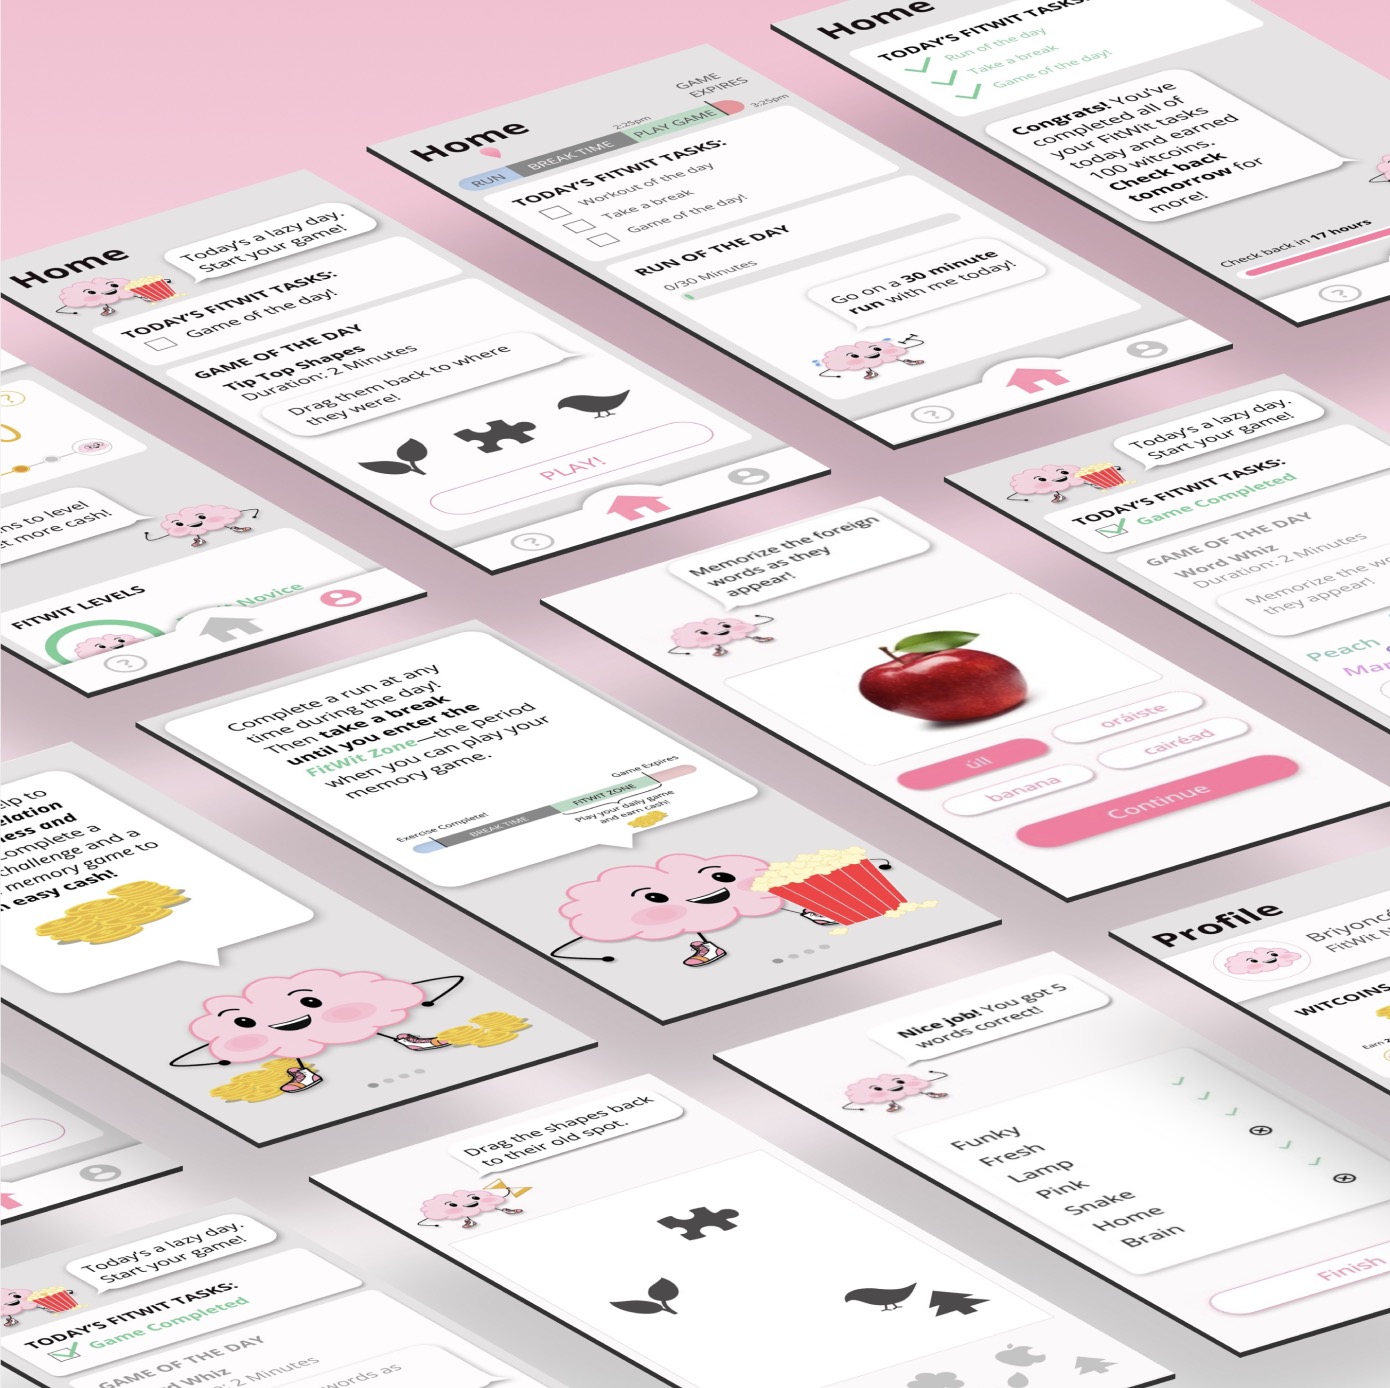 Home
TODAY'S FITWIT TASKS:
Run of the day
Take a break
Game of the day!
Congrats! You've
completed all of
your FitWit tasks
today and earned
100 witcoins.
Check back
tomorrow for
more!
Check back in 17 hours
Home
GAME
EXPIRES
2:25pm
3:25pm
RUN
BREAK TIME
PLAY GAME
TODAY'S FITWIT TASKS:
Workout of the day
Take a break
Game of the day!
RUN OF THE DAY
0/30 Minutes
Go on a 30 minute
run with me today!
Home
Today's a lazy day.
Start your game!
TODAY'S FITWIT TASKS:
Game of the day!
GAME OF THE DAY
Tip Top Shapes
Duration: 2 Minutes
Drag them back to where
they were!
PLAY!
to level
more cash!
FITWIT LEVELS
Novice
Today's a lazy day.
Start your game!
TODAY'S FITWIT TASKS:
Game Completed
GAME OF THE DAY
Word Whiz
Duration: 2 Minutes
Memorize the
they appear!
Peach
Memorize the foreign
words as they
appear!
úll
oráiste
banana
cairéad
Continue
Complete a run at any
time during the day!
Then take a break
until you enter the
FitWit Zone—the period
when you can play your
memory game.
Exercise Complete!
BREAK TIME
FITWIT ZONE
Game Expires
Play your daily game
and earn cash!
to
and
a
challenge and a
memory game to
easy cash!
Profile
FitWit
WITCOINS
Earn
Nice job! You got 5
words correct!
Funky
Fresh
Lamp
Pink
Snake
Home
Brain
Finish
Drag the shapes back
to their old spot.
Today's a lazy day.
Start your game!
TODAY'S FITWIT TASKS:
Game Completed
GAME OF THE DAY
Whiz
2 Minutes
words as